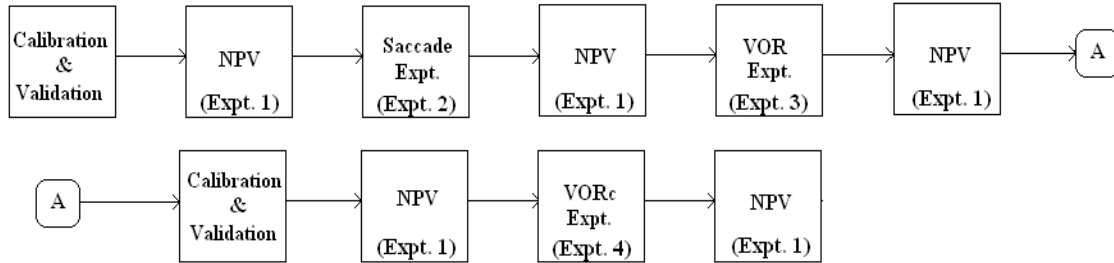 Calibration
&
Validation
NPV
(Expt. 1)
Saccade
Expt.
(Expt. 2)
NPV
(Expt. 1)
VOR
Expt.
(Expt. 3)
NPV
(Expt. 1)
A
A
Calibration
&
Validation
NPV
(Expt. 1)
VORc
Expt.
(Expt. 4)
NPV
(Expt. 1)